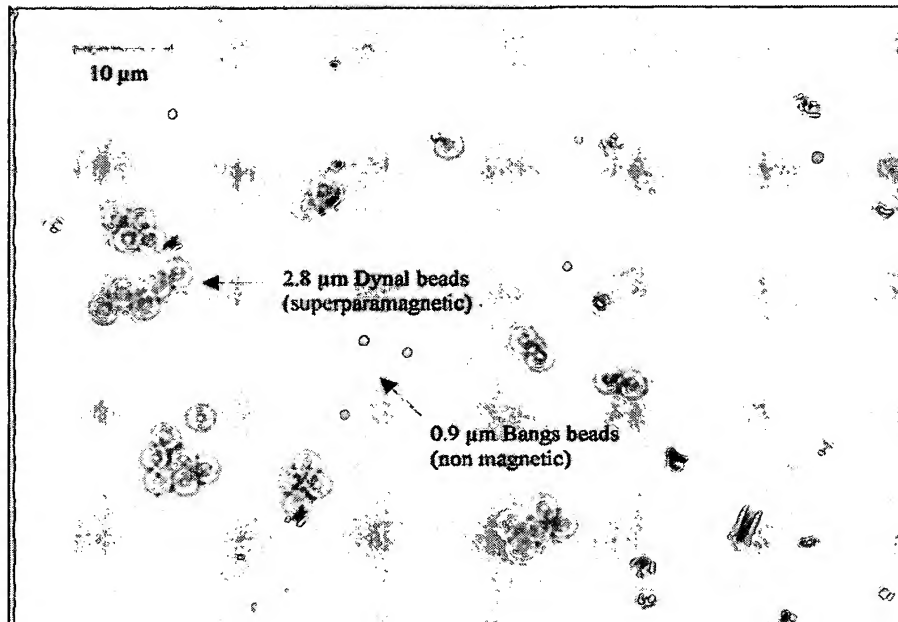 10 µm
2.8 µm Dynal beads
(superparamagnetic)
0.9 µm Bangs beads
(non magnetic)